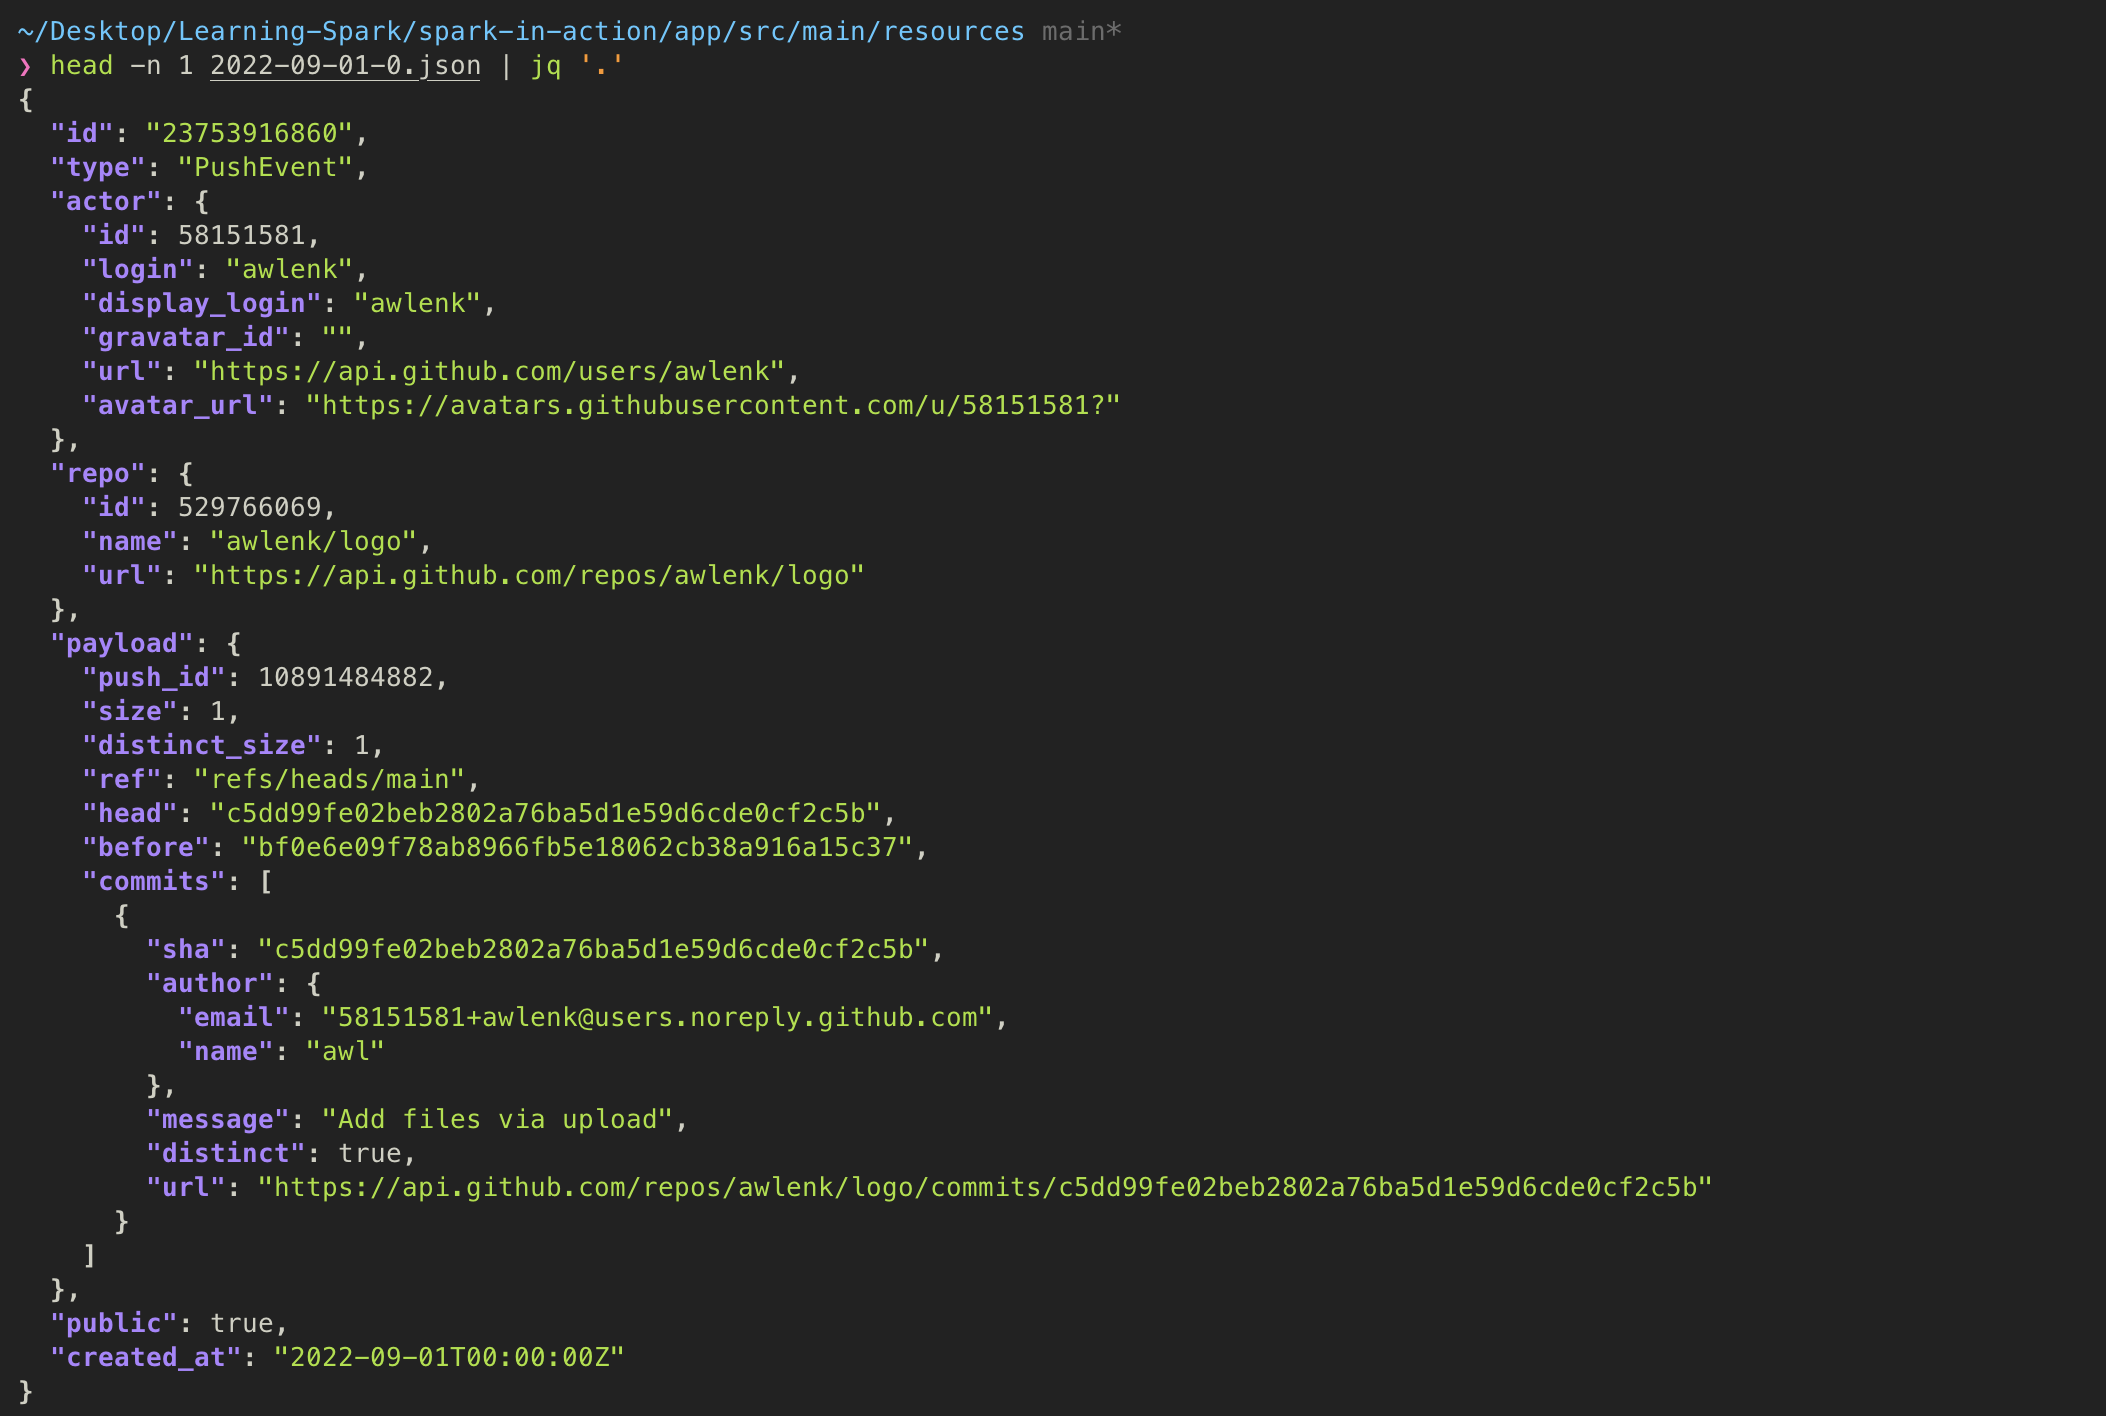 ~/Desktop/Learning-Spark/spark-in-action/app/src/main/resources main*
❯ head -n 1 2022-09-01-0.json | jq '.'
{
  "id": "23753916860",
  "type": "PushEvent",
  "actor": {
    "id": 58151581,
    "login": "awlenk",
    "display_login": "awlenk",
    "gravatar_id": "",
    "url": "https://api.github.com/users/awlenk",
    "avatar_url": "https://avatars.githubusercontent.com/u/58151581?"
  },
  "repo": {
    "id": 529766069,
    "name": "awlenk/logo",
    "url": "https://api.github.com/repos/awlenk/logo"
  },
  "payload": {
    "push_id": 10891484882,
    "size": 1,
    "distinct_size": 1,
    "ref": "refs/heads/main",
    "head": "c5dd99fe02beb2802a76ba5d1e59d6cde0cf2c5b",
    "before": "bf0e6e09f78ab8966fb5e18062cb38a916a15c37",
    "commits": [
      {
        "sha": "c5dd99fe02beb2802a76ba5d1e59d6cde0cf2c5b",
        "author": {
          "email": "58151581+awlenk@users.noreply.github.com",
          "name": "awl"
        },
        "message": "Add files via upload",
        "distinct": true,
        "url": "https://api.github.com/repos/awlenk/logo/commits/c5dd99fe02beb2802a76ba5d1e59d6cde0cf2c5b"
      }
    ]
  },
  "public": true,
  "created_at": "2022-09-01T00:00:00Z"
}